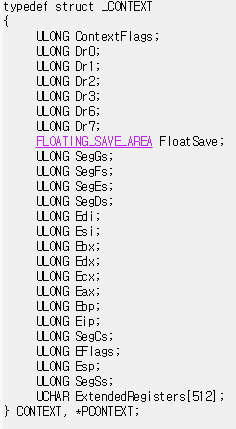 typedef struct _CONTEXT
{
ULONG ContextFlags;
ULONG Dr0;
ULONG Dr1;
ULONG Dr2;
ULONG Dr3;
ULONG Dr6;
ULONG Dr7;
FLOATING_SAVE_AREA FloatSave;
ULONG SegGs;
ULONG SegFs;
ULONG SegEs;
ULONG SegDs;
ULONG Edi;
ULONG Esi;
ULONG Ebx;
ULONG Edx;
ULONG Ecx;
ULONG Eax;
ULONG Ebp;
ULONG Eip;
ULONG SegCs;
ULONG EFlags;
ULONG Esp;
ULONG SegSs;
UCHAR ExtendedRegisters[512];
} CONTEXT, *PCONTEXT;